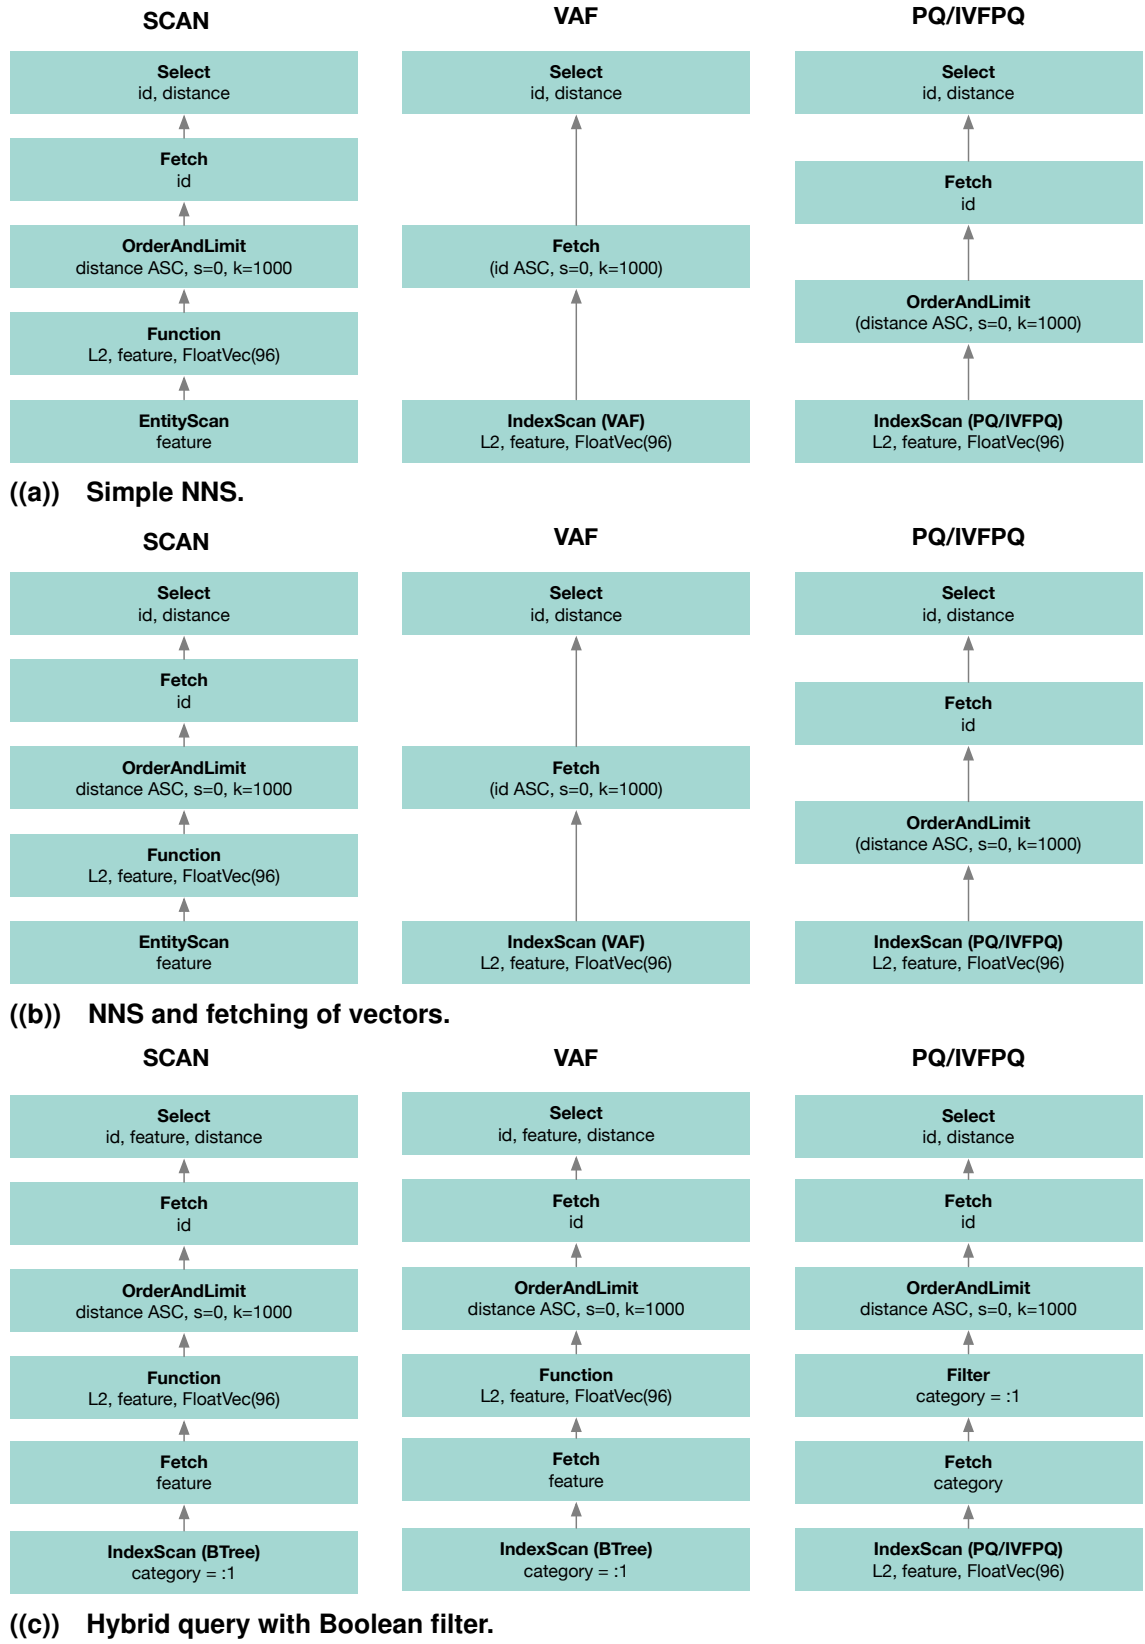 SCAN
Select
id, distance
Fetch
id
OrderAndLimit
distance ASC, s=0, k=1000
Function
L2, feature, FloatVec(96)
EntityScan
feature
VAF
Select
id, distance
Fetch
(id ASC, s=0, k=1000)
IndexScan (VAF)
L2, feature, FloatVec(96)
PQ/IVFPQ
Select
id, distance
Fetch
id
OrderAndLimit
(distance ASC, s=0, k=1000)
IndexScan (PQ/IVFPQ)
L2, feature, FloatVec(96)
((a)) Simple NNS.
SCAN
Select
id, distance
Fetch
id
OrderAndLimit
distance ASC, s=0, k=1000
Function
L2, feature, FloatVec(96)
EntityScan
feature
VAF
Select
id, distance
Fetch
(id ASC, s=0, k=1000)
IndexScan (VAF)
L2, feature, FloatVec(96)
PQ/IVFPQ
Select
id, distance
Fetch
id
OrderAndLimit
(distance ASC, s=0, k=1000)
IndexScan (PQ/IVFPQ)
L2, feature, FloatVec(96)
((b)) NNS and fetching of vectors.
SCAN
Select
id, feature, distance
Fetch
id
OrderAndLimit
distance ASC, s=0, k=1000
Function
L2, feature, FloatVec(96)
Fetch
feature
IndexScan (BTree)
category = :1
VAF
Select
id, feature, distance
Fetch
id
OrderAndLimit
distance ASC, s=0, k=1000
Function
L2, feature, FloatVec(96)
Fetch
feature
IndexScan (BTree)
category = :1
PQ/IVFPQ
Select
id, distance
Fetch
id
OrderAndLimit
distance ASC, s=0, k=1000
Filter
category = :1
Fetch
category
IndexScan (PQ/IVFPQ)
L2, feature, FloatVec(96)
((c)) Hybrid query with Boolean filter.